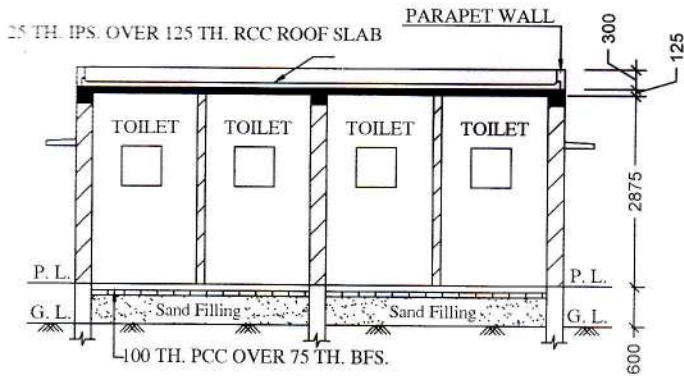 PARAPET WALL
25 TH. IPS. OVER 125 TH. RCC ROOF SLAB
300
125
TOILET TOILET TOILET TOILET
2875
P. L. P. L.
Sand Filling Sand Filling
G. L. G. L.
600
100 TH. PCC OVER 75 TH. BFS.